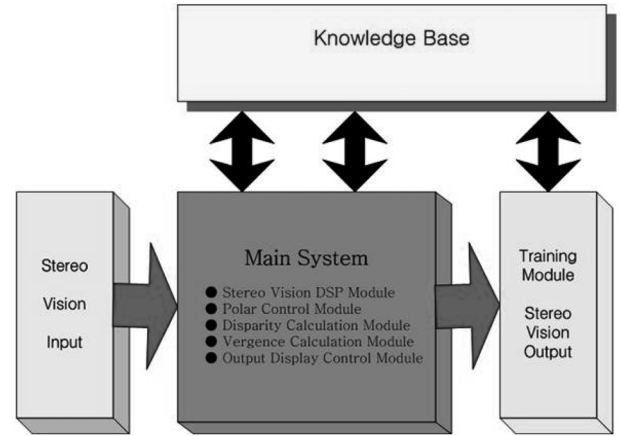 Knowledge Base
Stereo
Vision
Input
Main System
● Stereo Vision DSP Module
● Polar Control Module
● Disparity Calculation Module
● Vergence Calculation Module
● Output Display Control Module
Training
Module
Stereo
Vision
Output